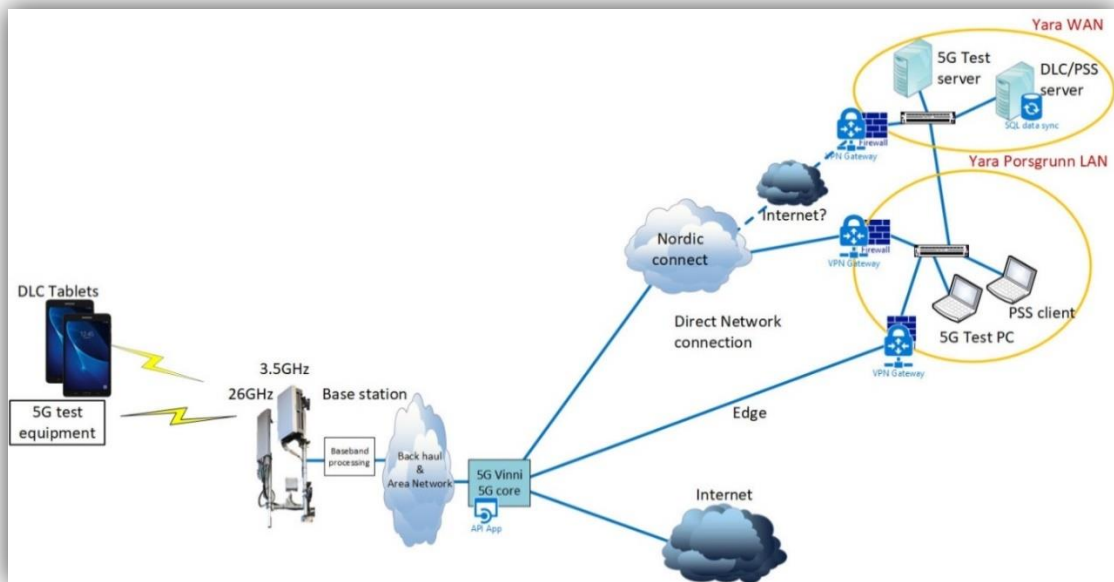 Yara WAN
5G Test
server
DLC/PSS
server
SQL data sync
Firewall
VPN Gateway
Yara Porsgrunn LAN
Internet?
Nordic
connect
Firewall
VPN Gateway
DLC Tablets
PSS client
5G Test PC
Direct Network
connection
VPN Gateway
3.5GHz
26GHz
Base station
5G test
equipment
Edge
Baseband
processing
Back haul
&
Area Network
5G Vinni
5G core
API App
Internet